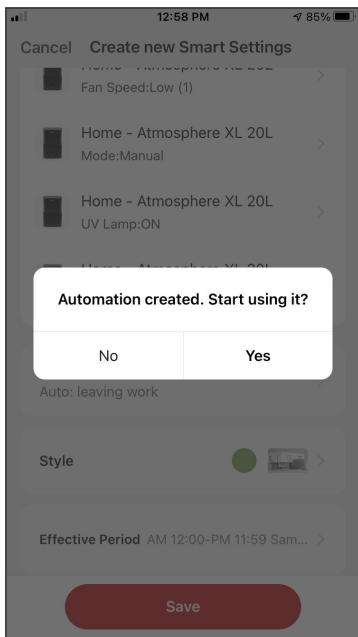 12:58 PM
85%
Cancel Create new Smart Settings
Fan Speed:Low (1)
Home - Atmosphere XL 20L
Mode:Manual
Home - Atmosphere XL 20L
UV Lamp:ON
Automation created. Start using it?
No Yes
Auto: leaving work
Style
Effective Period AM 12:00-PM 11:59 Sam...
Save